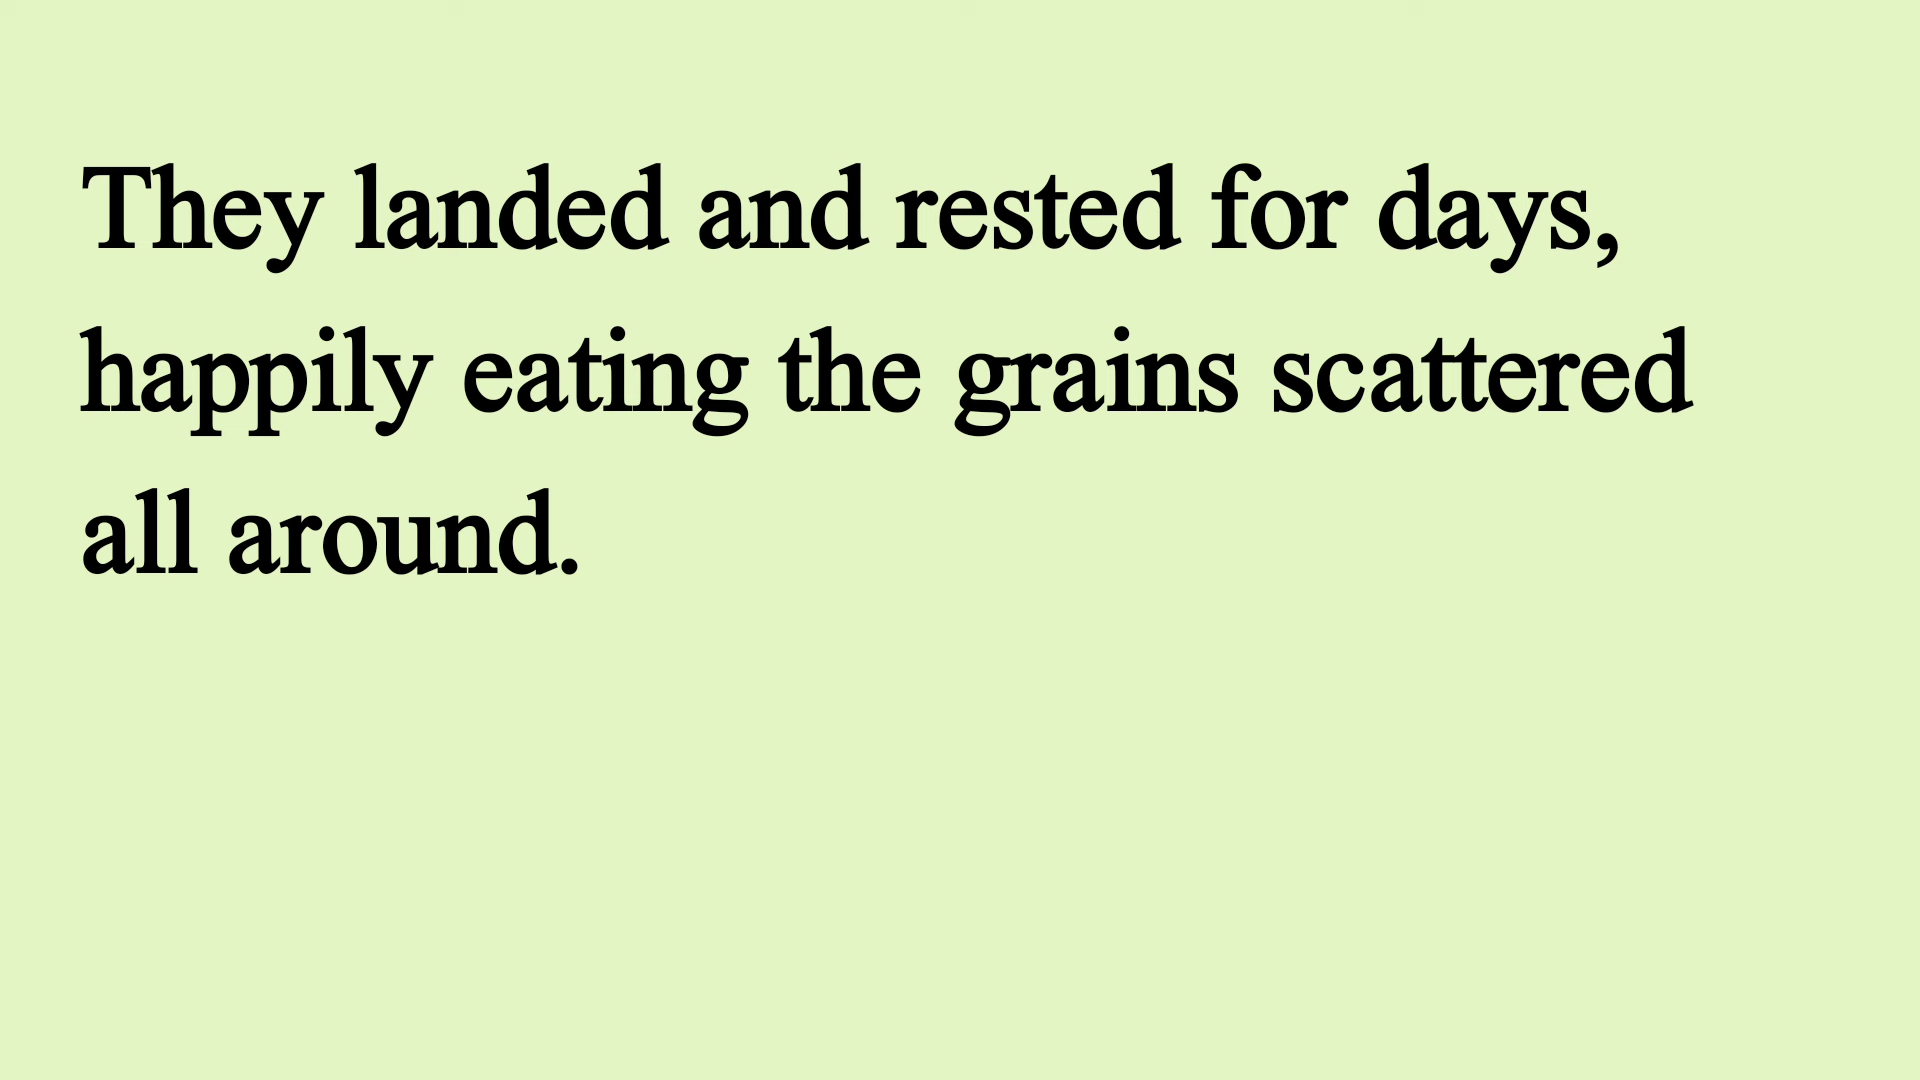 They landed and rested for days,
happily eating the grains scattered
all around.